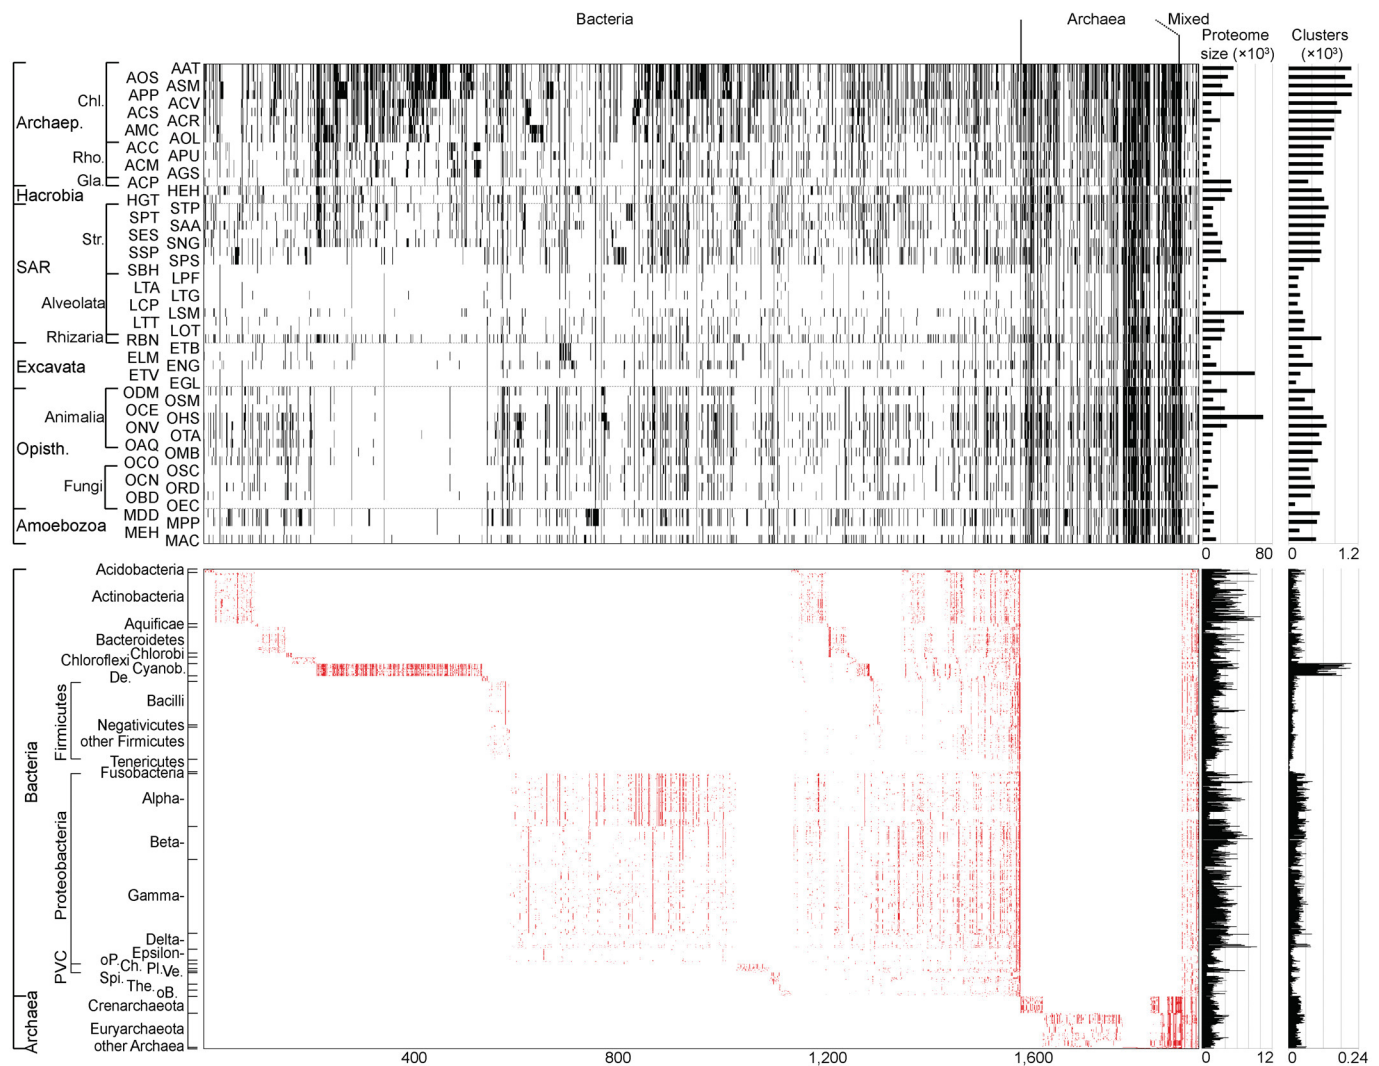 Bacteria Archaea Mixed
Proteome size (×10³)
Clusters (×10³)
Archaep.
Chl.
Rho.
Gla.
Hacrobia
SAR
Str.
Alveolata
Rhizaria
Excavata
Opisth.
Animalia
Fungi
Amoebozoa
AAT
AOS
ASM
APP
ACV
ACS
ACR
AMC
AOL
ACC
APU
ACM
AGS
ACP
HEH
HGT
STP
SPT
SAA
SES
SNG
SSP
SPS
SBH
LPF
LTA
LTG
LCP
LSM
LTT
LOT
RBN
ETB
ELM
ENG
ETV
EGL
ODM
OSM
OCE
OHS
ONV
OTA
OAQ
OMB
OCO
OSC
OCN
ORD
OBD
OEC
MDD
MPP
MEH
MAC
0 80 0 1.2
Bacteria
Archaea
Firmicutes
Proteobacteria
PVC
Acidobacteria
Actinobacteria
Aquificae
Bacteroidetes
Chlorobi
Chloroflexi
Cyanob.
De.
Bacilli
Negativicutes
other Firmicutes
Tenericutes
Fusobacteria
Alpha-
Beta-
Gamma-
Delta-
Epsilon-
oP.
Ch. Pl.
Ve.
Spi.
The.
oB.
Crenarchaeota
Euryarchaeota
other Archaea
400 800 1,200 1,600 0 12 0 0.24